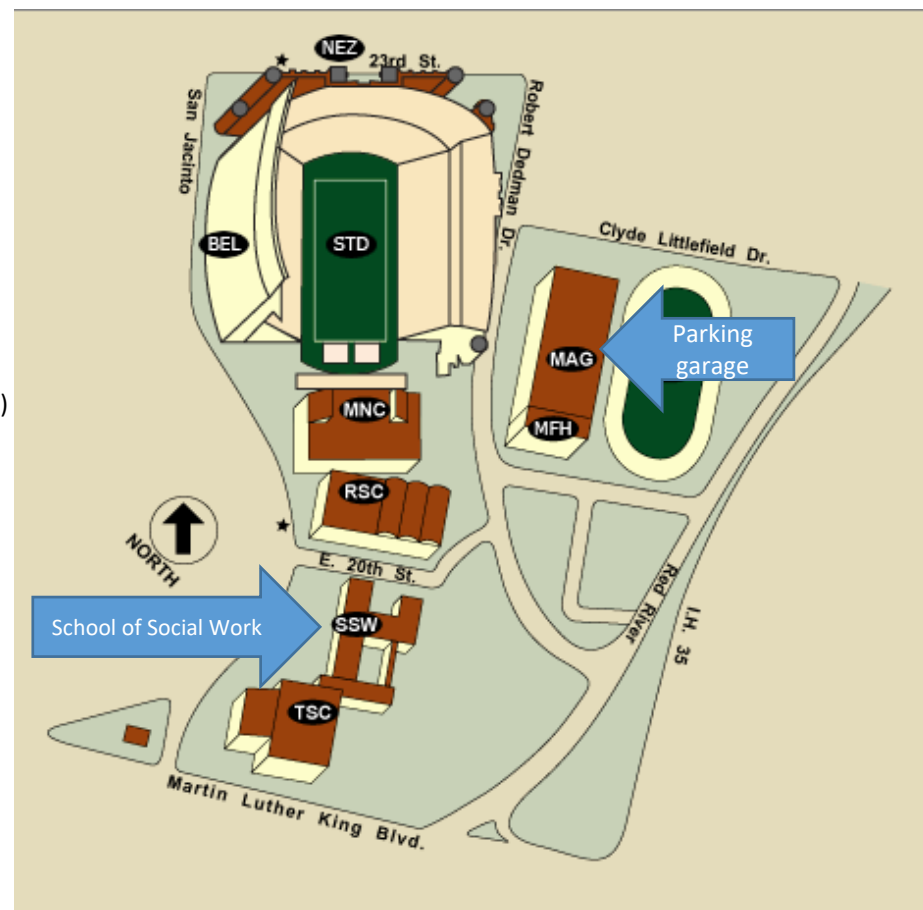 NEZ
23rd St.
San Jacinto
Robert Dedman Dr.
BEL
STD
Clyde Littlefield Dr.
Parking
garage
MAG
)
MNC
MFH
RSC
NORTH
E. 20th St.
Red River
I.H. 35
School of Social Work
SSW
TSC
Martin Luther King Blvd.